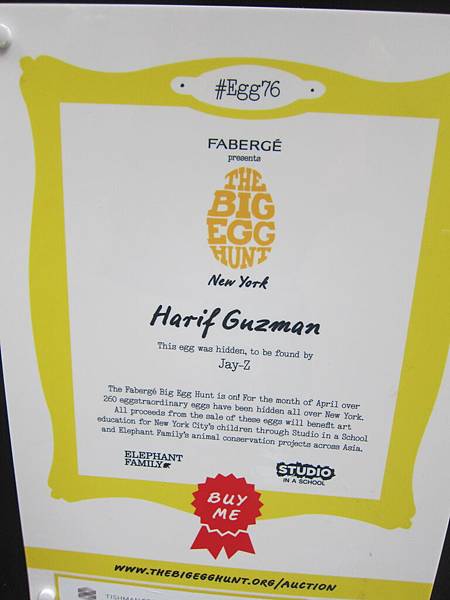 #Egg76
FABERGÉ
presents
THE
BIG
EGG
HUNT
New York
Harif Guzman
This egg was hidden, to be found by
Jay-Z
The Fabergé Big Egg Hunt is on! For the month of April over
260 eggstraordinary eggs have been hidden all over New York.
All proceeds from the sale of these eggs will benefit art
education for New York City's children through Studio in a School
and Elephant Family's animal conservation projects across Asia.
ELEPHANT
FAMILY
STUDIO
IN A SCHOOL
BUY
ME
WWW.THEBIGEGGHUNT.ORG/AUCTION